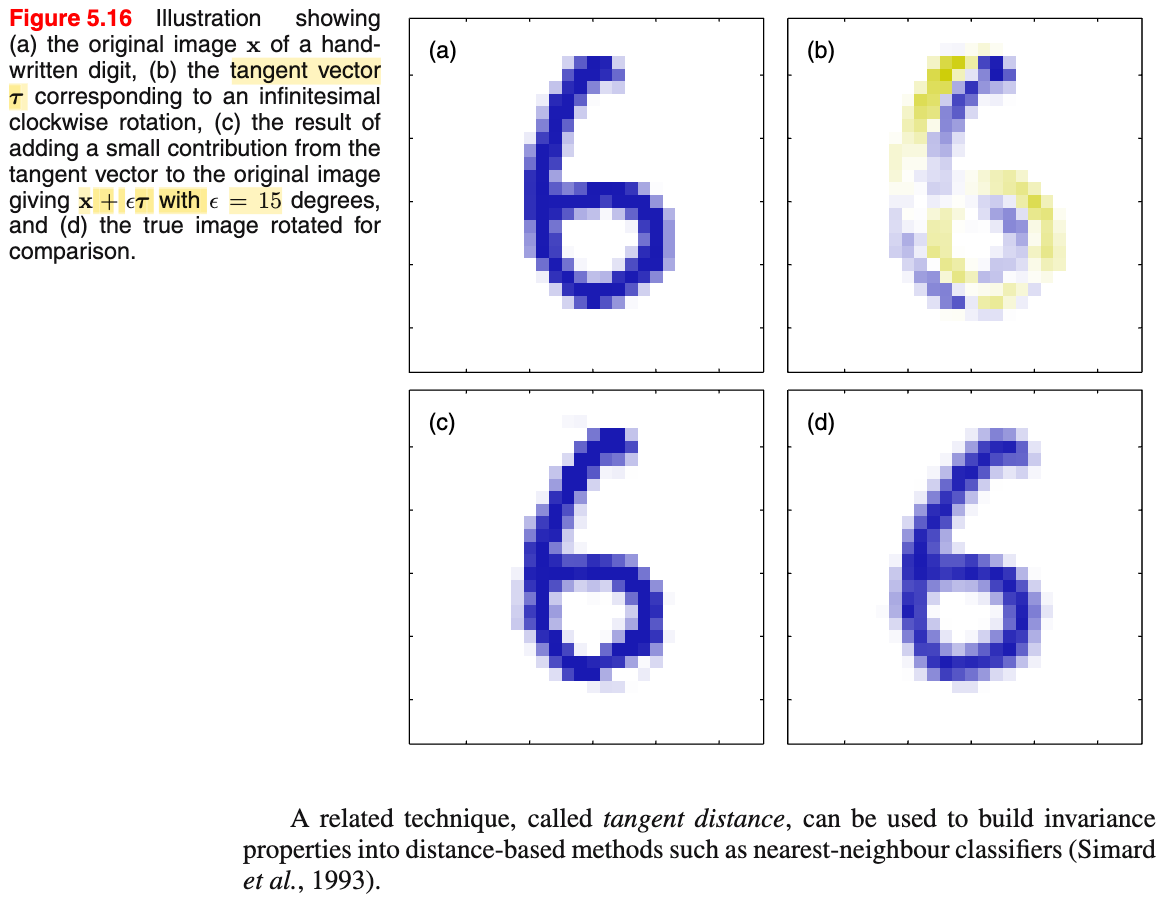 Figure 5.16 Illustration showing
(a) the original image x of a hand-
written digit, (b) the tangent vector
τ corresponding to an infinitesimal
clockwise rotation, (c) the result of
adding a small contribution from the
tangent vector to the original image
giving x + ϵτ with ϵ = 15 degrees,
and (d) the true image rotated for
comparison.
(a)
(b)
(c)
(d)
A related technique, called tangent distance, can be used to build invariance
properties into distance-based methods such as nearest-neighbour classifiers (Simard
et al., 1993).